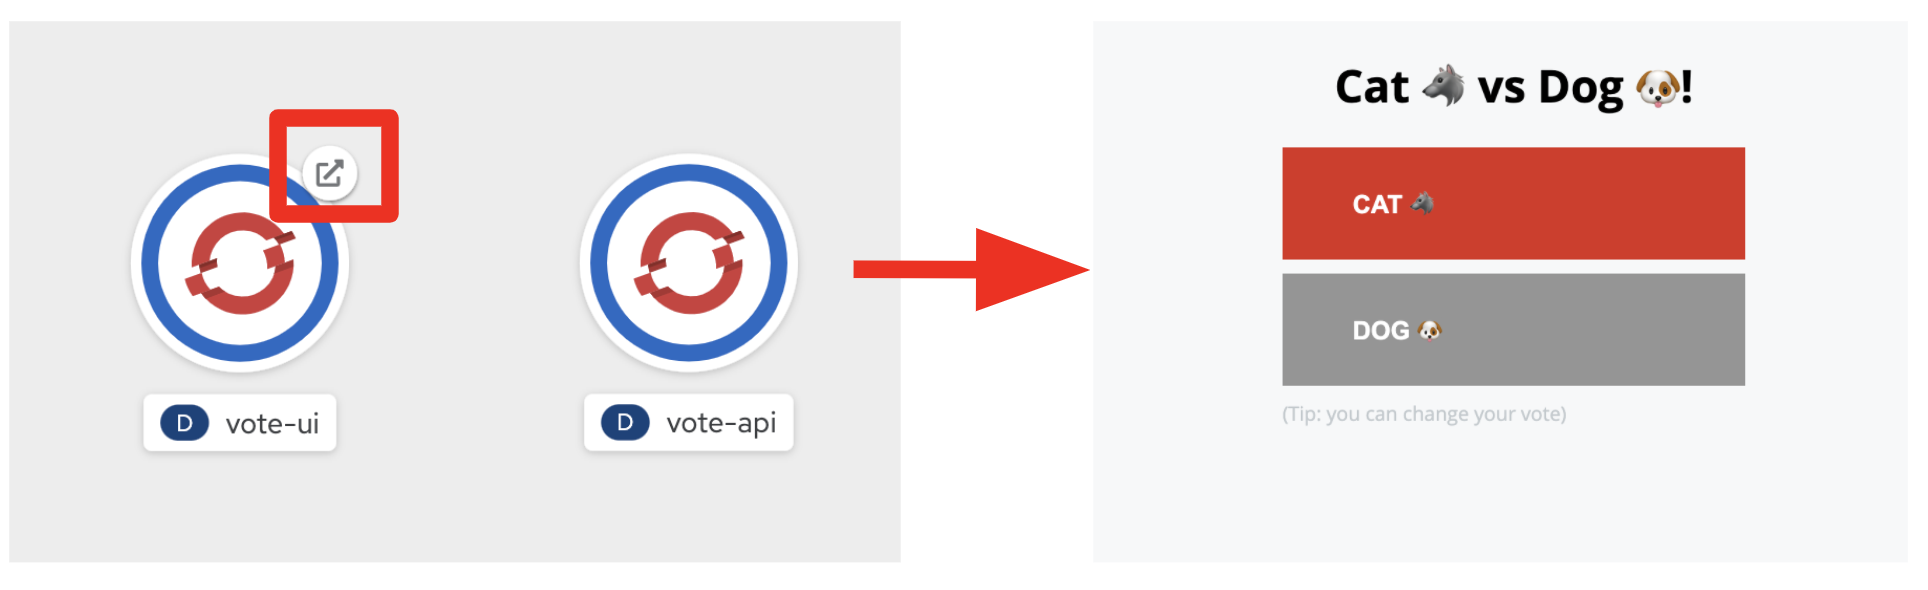 D vote-ui
D vote-api
Cat 🐺 vs Dog 🐶!
CAT 🐺
DOG 🐶
(Tip: you can change your vote)